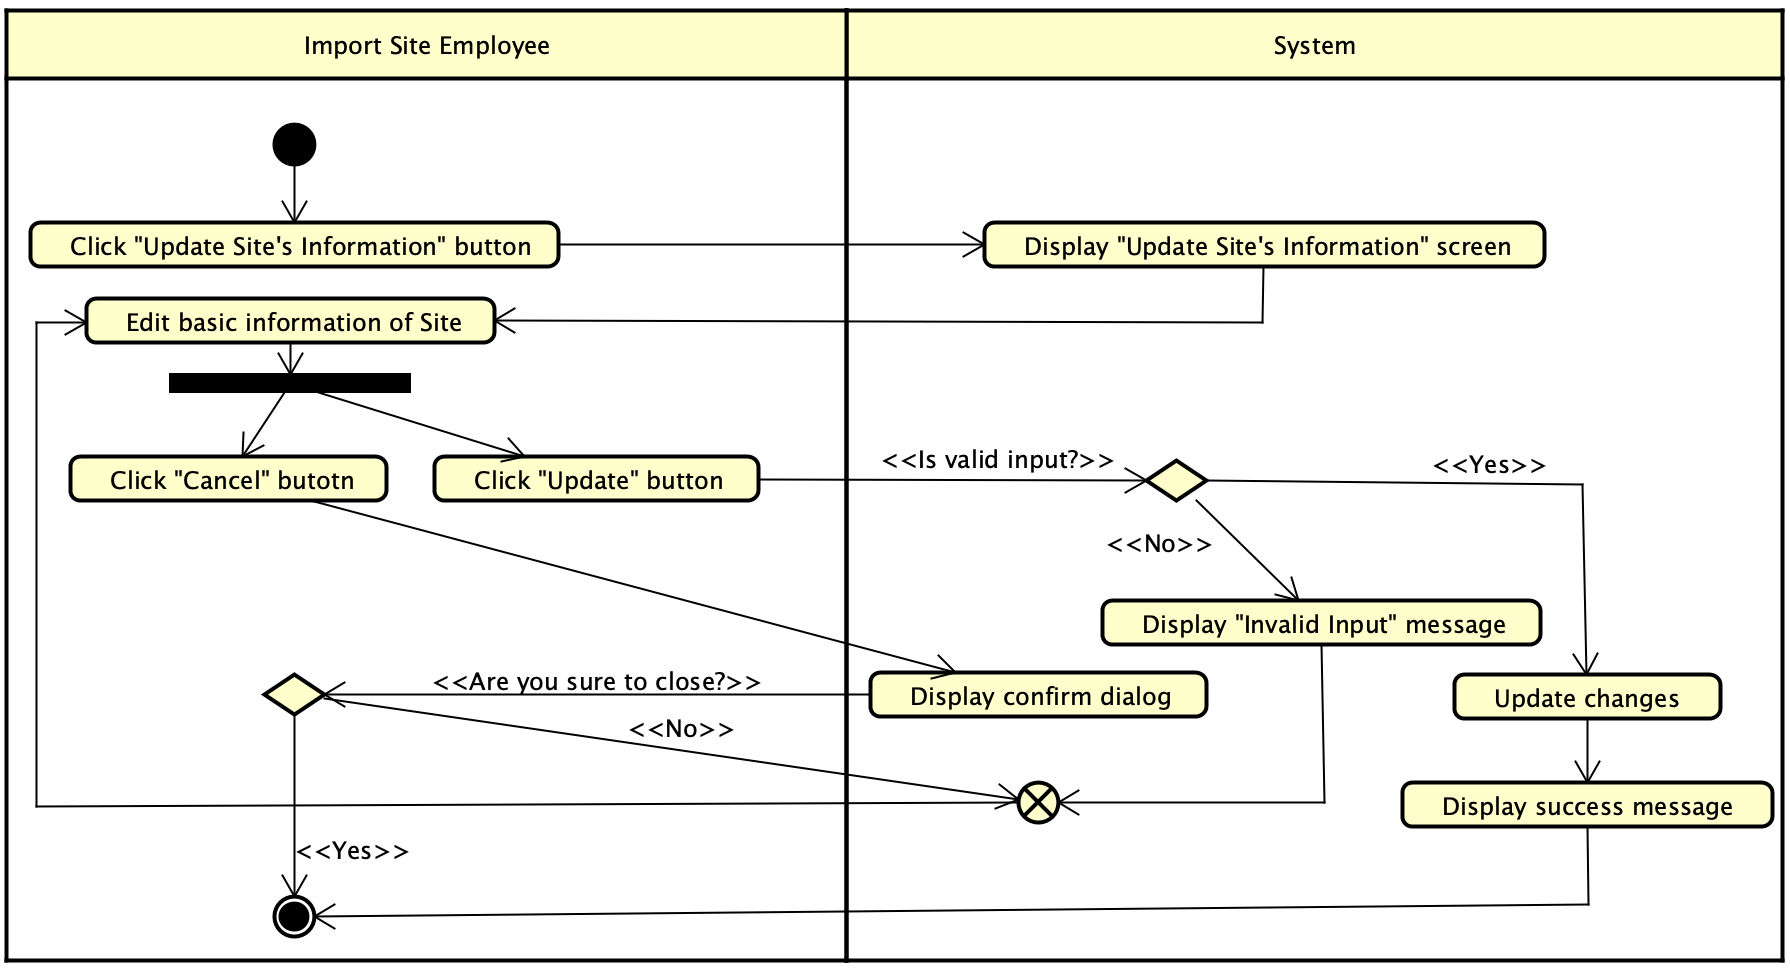 Import Site Employee
System
Click "Update Site's Information" button
Display "Update Site's Information" screen
Edit basic information of Site
Click "Cancel" butotn
Click "Update" button
<<Is valid input?>>
<<Yes>>
<<No>>
Display "Invalid Input" message
<<Are you sure to close?>>
Display confirm dialog
Update changes
<<No>>
Display success message
<<Yes>>